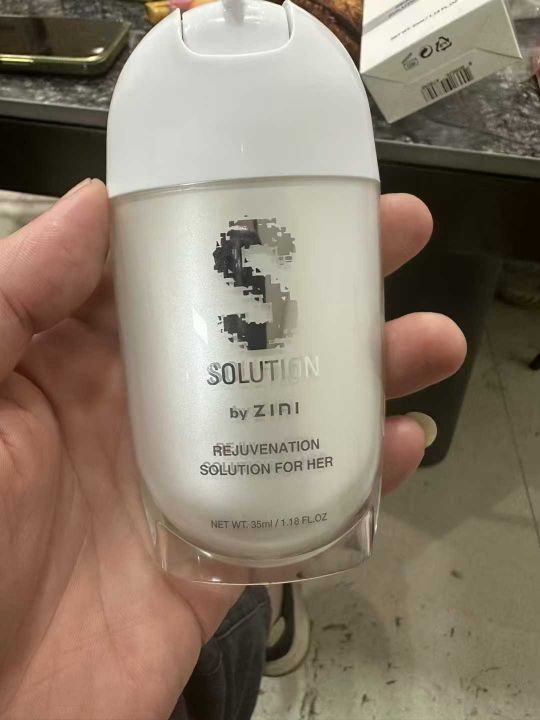 S
SOLUTION
by ZINI
REJUVENATION
SOLUTION FOR HER
NET WT. 35ml / 1.18 FL.OZ